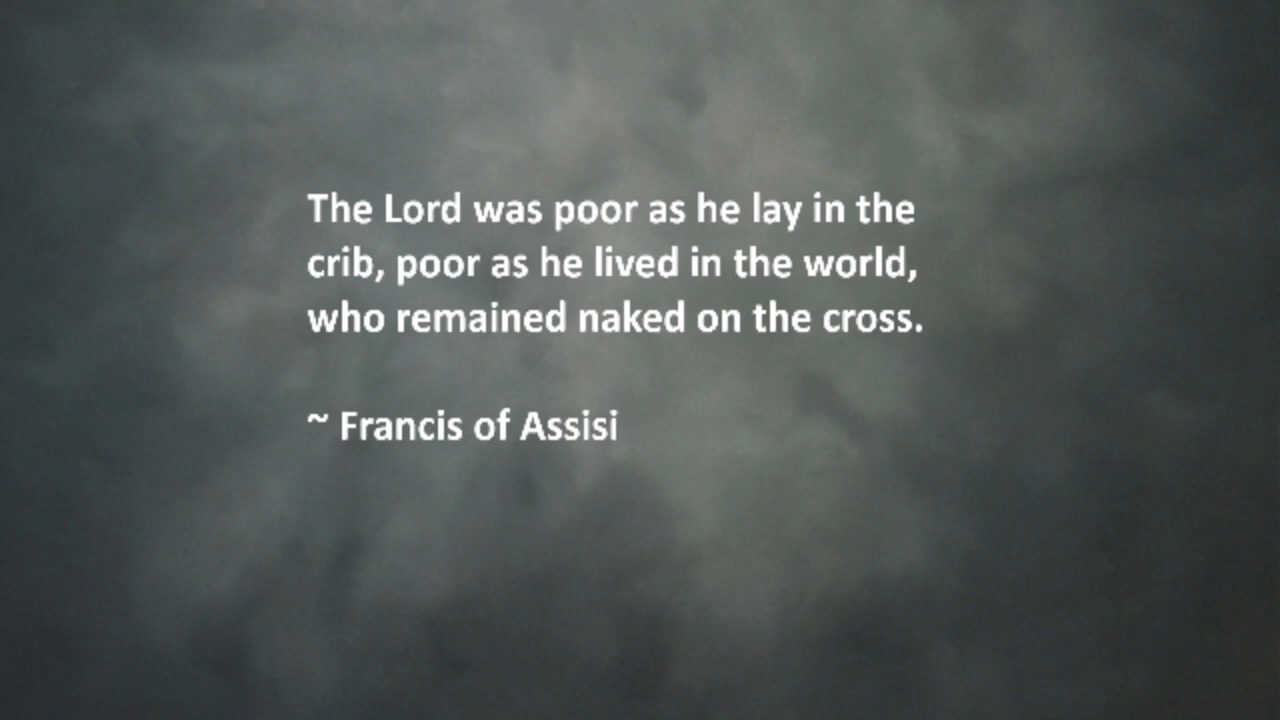 The Lord was poor as he lay in the
crib, poor as he lived in the world,
who remained naked on the cross.
~ Francis of Assisi